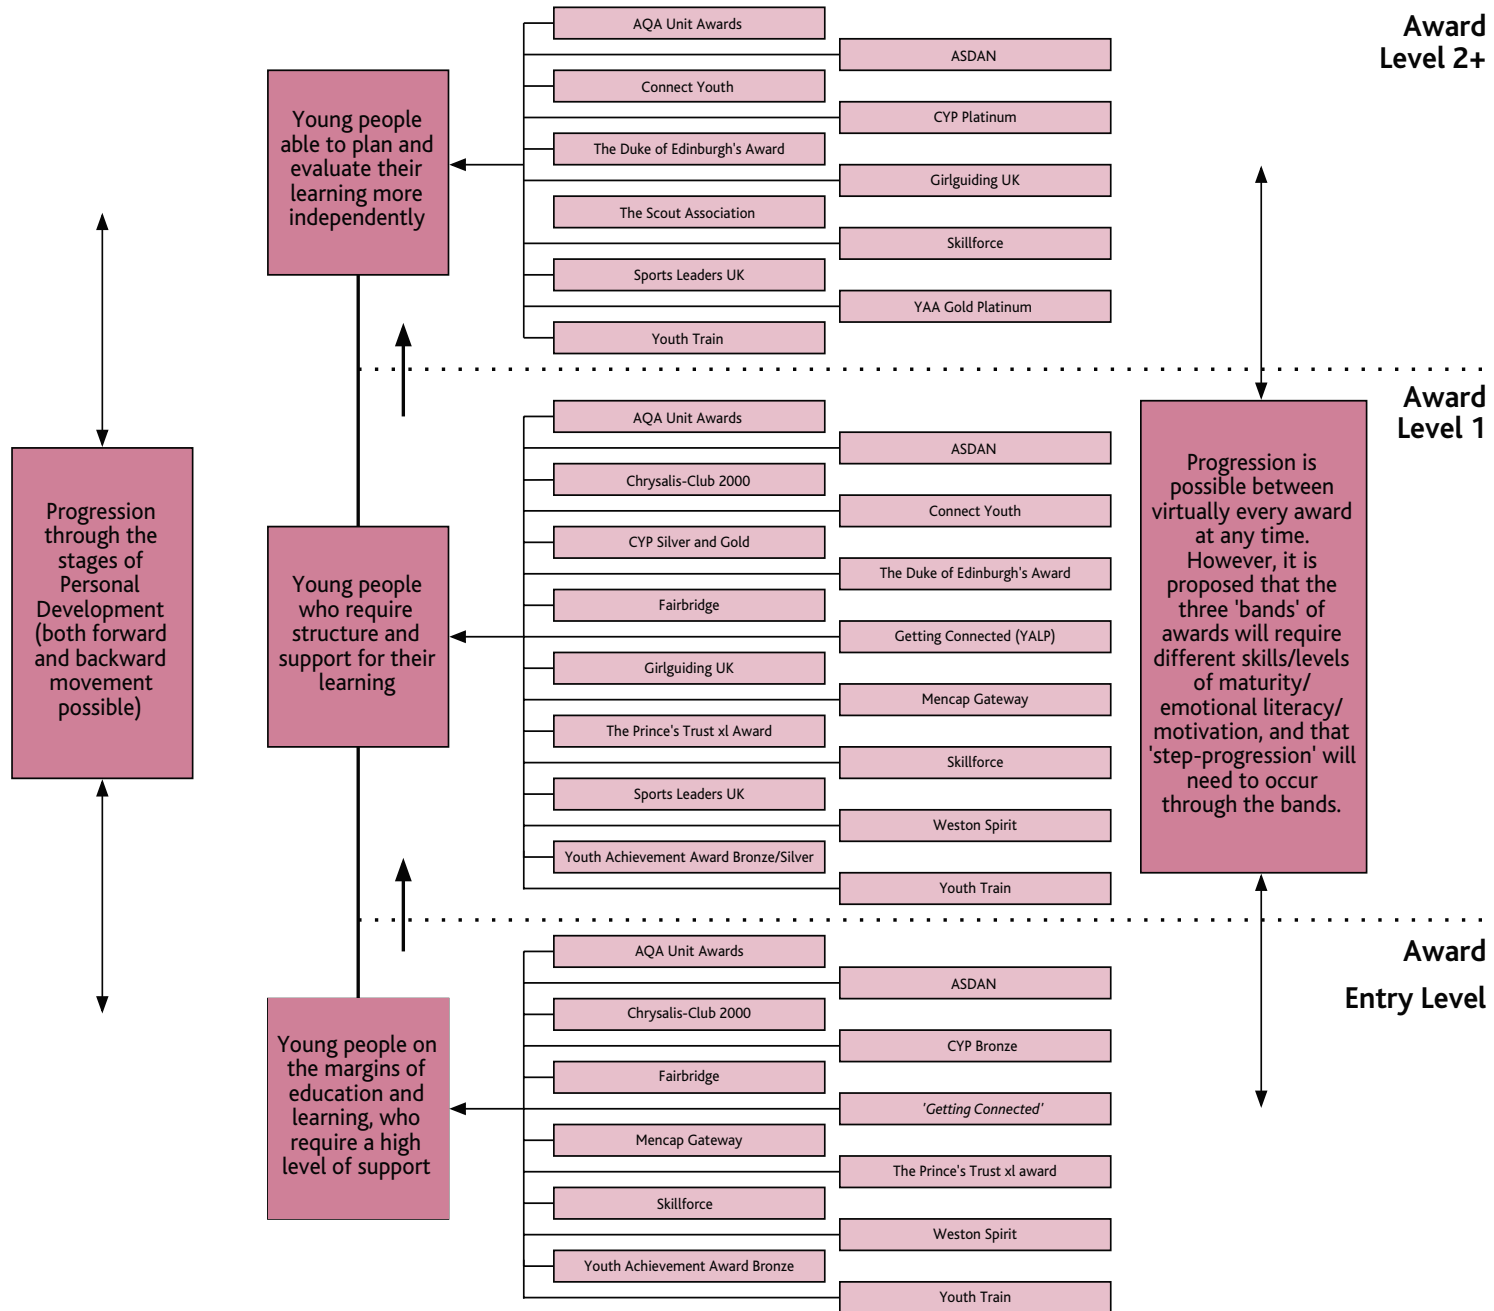 Award
Level 2+
AQA Unit Awards
ASDAN
Connect Youth
CYP Platinum
The Duke of Edinburgh's Award
Girlguiding UK
The Scout Association
Skillforce
Sports Leaders UK
YAA Gold Platinum
Youth Train
Young people
able to plan and
evaluate their
learning more
independently
Award
Level 1
AQA Unit Awards
ASDAN
Chrysalis-Club 2000
Connect Youth
CYP Silver and Gold
The Duke of Edinburgh's Award
Fairbridge
Getting Connected (YALP)
Girlguiding UK
Mencap Gateway
The Prince's Trust xl Award
Skillforce
Sports Leaders UK
Weston Spirit
Youth Achievement Award Bronze/Silver
Youth Train
Progression
through the
stages of
Personal
Development
(both forward
and backward
movement
possible)
Young people
who require
structure and
support for their
learning
Progression is
possible between
virtually every award
at any time.
However, it is
proposed that the
three 'bands' of
awards will require
different skills/levels
of maturity/
emotional literacy/
motivation, and that
'step-progression' will
need to occur
through the bands.
Award
Entry Level
AQA Unit Awards
ASDAN
Chrysalis-Club 2000
CYP Bronze
Fairbridge
'Getting Connected'
Mencap Gateway
The Prince's Trust xl award
Skillforce
Weston Spirit
Youth Achievement Award Bronze
Youth Train
Young people on
the margins of
education and
learning, who
require a high
level of support